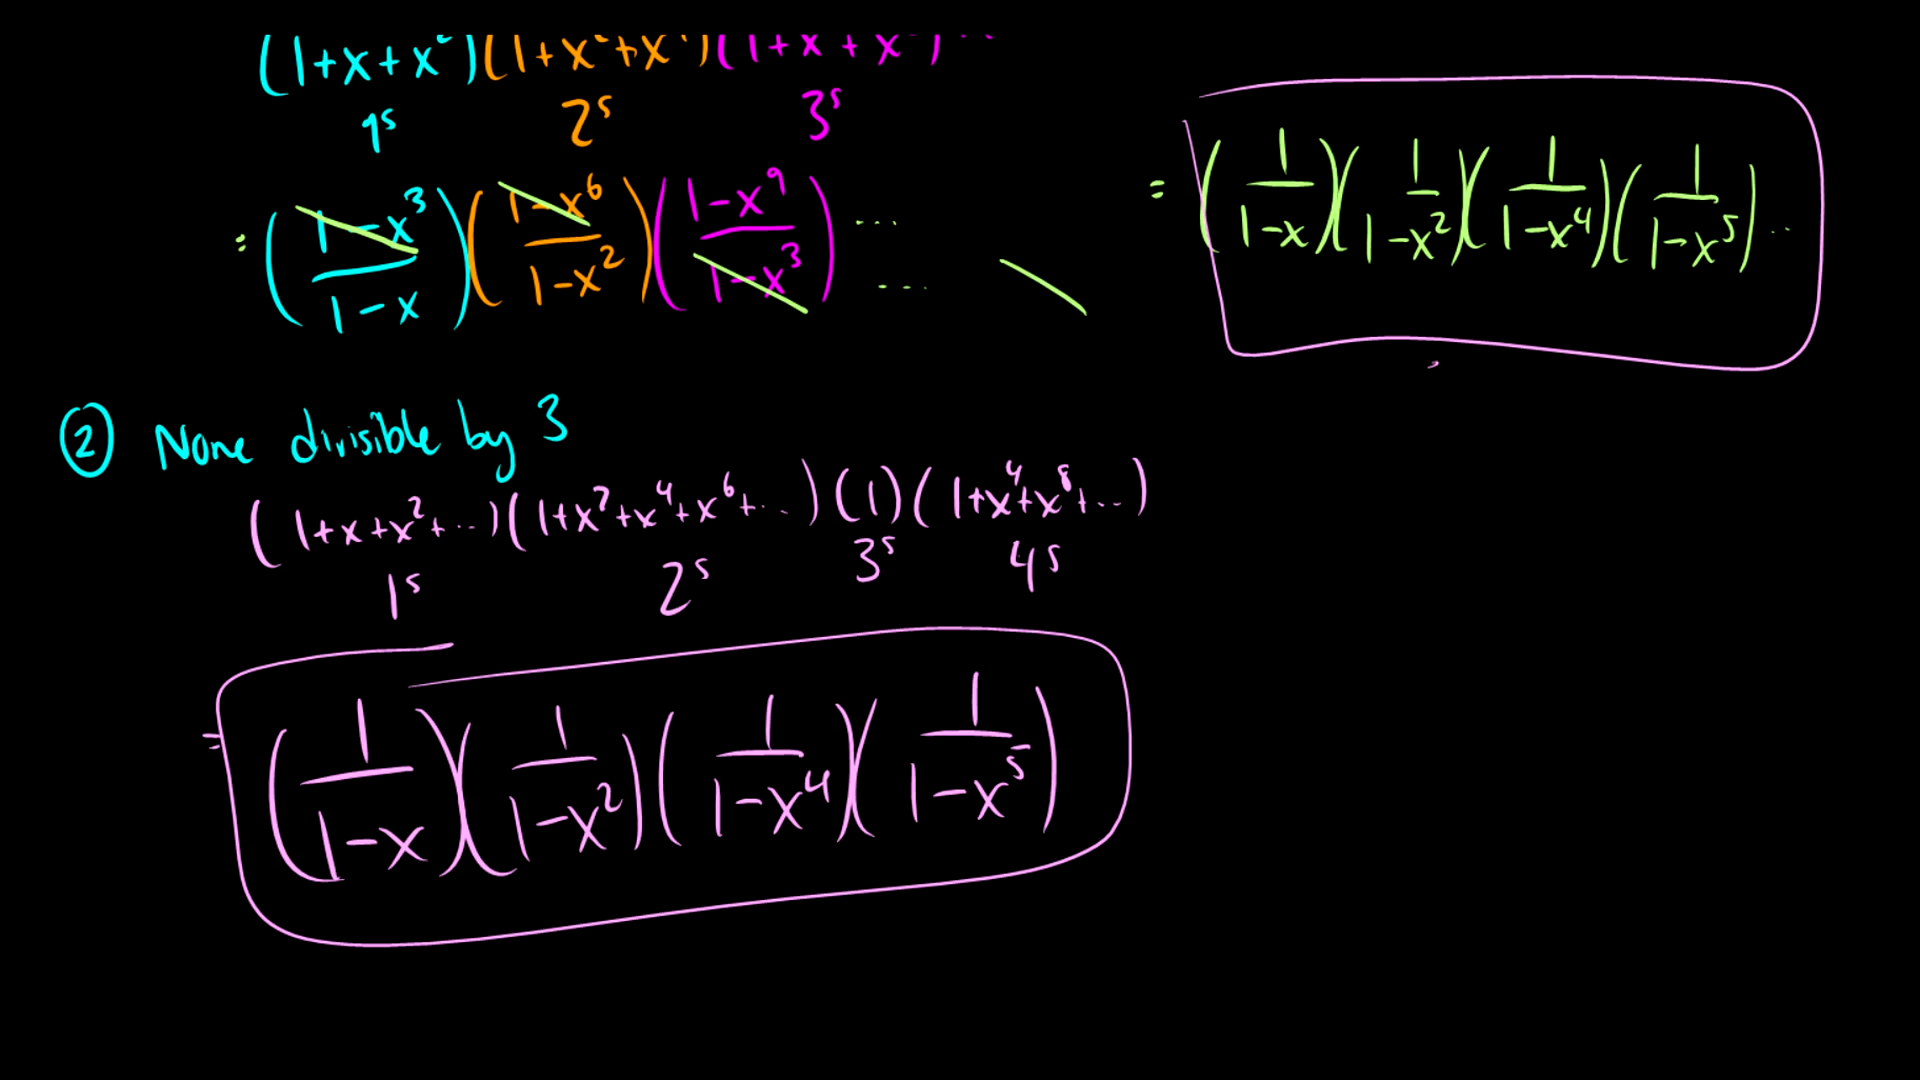 (1+x+x²)(1+x²+x⁴)(1+x + x )...
1s 2s 3s
= ((1-x³)/(1-x))((1-x⁶)/(1-x²))((1-x⁹)/(1-x³)) ... ...
= (1/(1-x))(1/(1-x²))(1/(1-x⁴))(1/(1-x⁵))...
② None divisible by 3
(1+x+x²+...)(1+x²+x⁴+x⁶+...)(1)(1+x⁴+x⁸+...)
1s 2s 3s 4s
= (1/(1-x))(1/(1-x²))(1/(1-x⁴))(1/(1-x⁵))